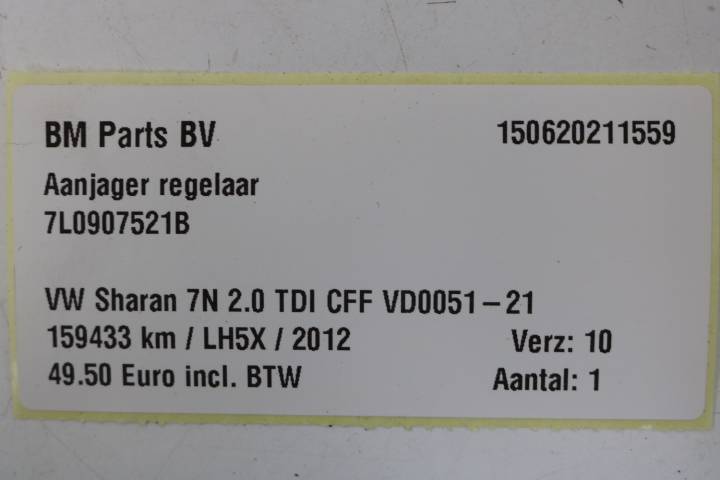 BM Parts BV 150620211559
Aanjager regelaar
7L0907521B
VW Sharan 7N 2.0 TDI CFF VD0051-21
159433 km / LH5X / 2012 Verz: 10
49.50 Euro incl. BTW Aantal: 1